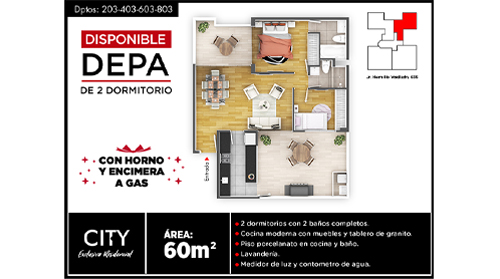 Dptos: 203-403-603-803
DISPONIBLE
DEPA
DE 2 DORMITORIO
CON HORNO
Y ENCIMERA
A GAS
Entrada
CITY
Exclusivo Residencial
ÁREA:
60m²
• 2 dormitorios con 2 baños completos.
• Cocina moderna con muebles y tablero de granito.
• Piso porcelanato en cocina y baño.
• Lavandería.
• Medidor de luz y contometro de agua.